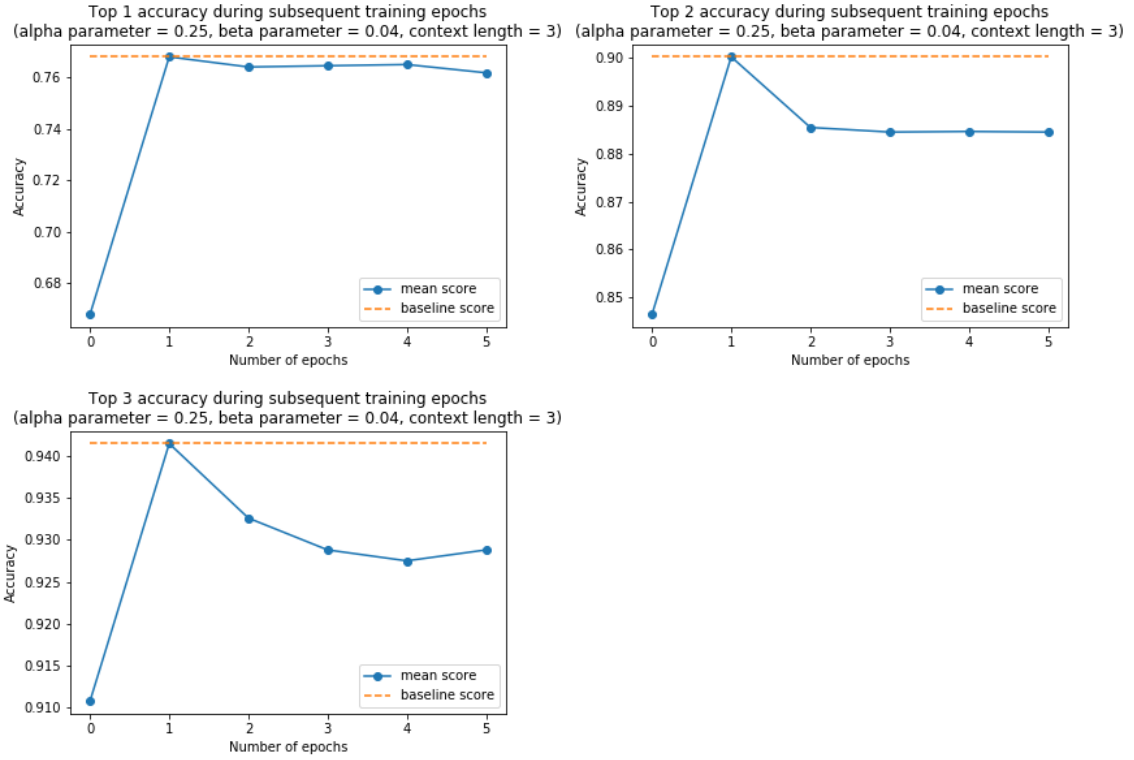 Top 1 accuracy during subsequent training epochs
(alpha parameter = 0.25, beta parameter = 0.04, context length = 3)
0.76
0.74
0.72
0.70
0.68
Accuracy
mean score
baseline score
0 1 2 3 4 5
Number of epochs
Top 2 accuracy during subsequent training epochs
(alpha parameter = 0.25, beta parameter = 0.04, context length = 3)
0.90
0.89
0.88
0.87
0.86
0.85
Accuracy
mean score
baseline score
0 1 2 3 4 5
Number of epochs
Top 3 accuracy during subsequent training epochs
(alpha parameter = 0.25, beta parameter = 0.04, context length = 3)
0.940
0.935
0.930
0.925
0.920
0.915
0.910
Accuracy
mean score
baseline score
0 1 2 3 4 5
Number of epochs